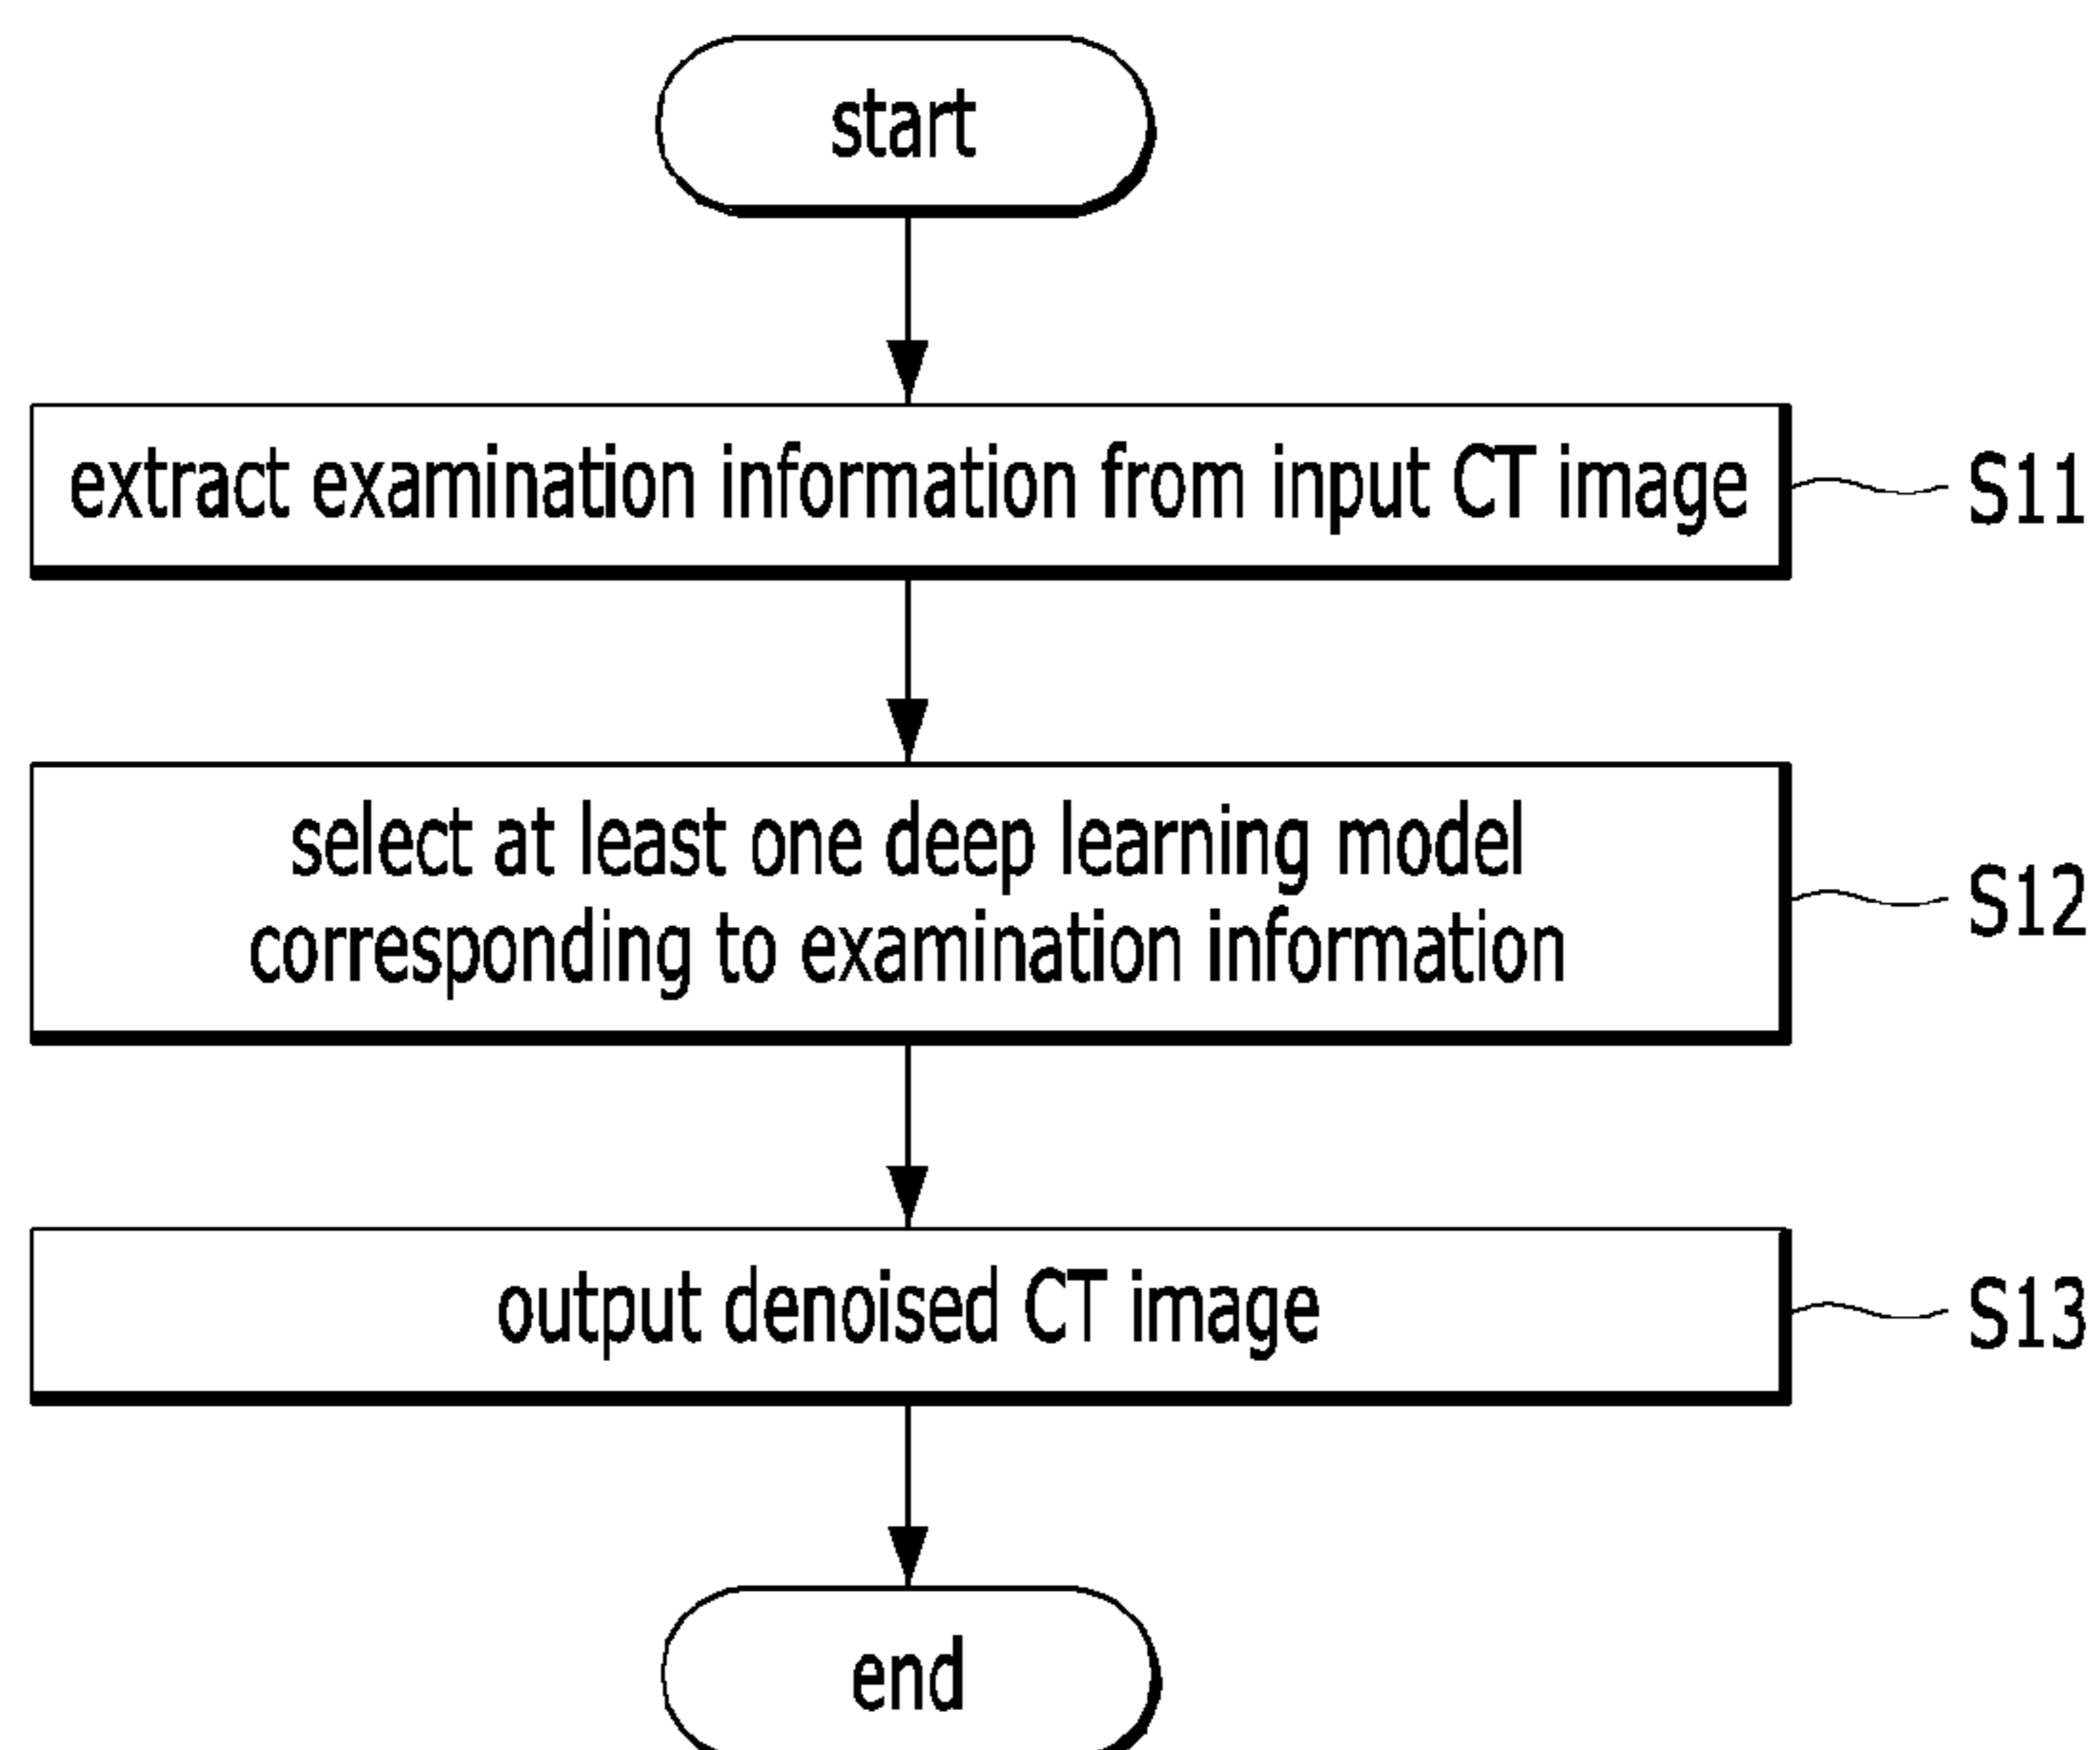 start
extract examination information from input CT image
S11
select at least one deep learning model
corresponding to examination information
S12
output denoised CT image
S13
end